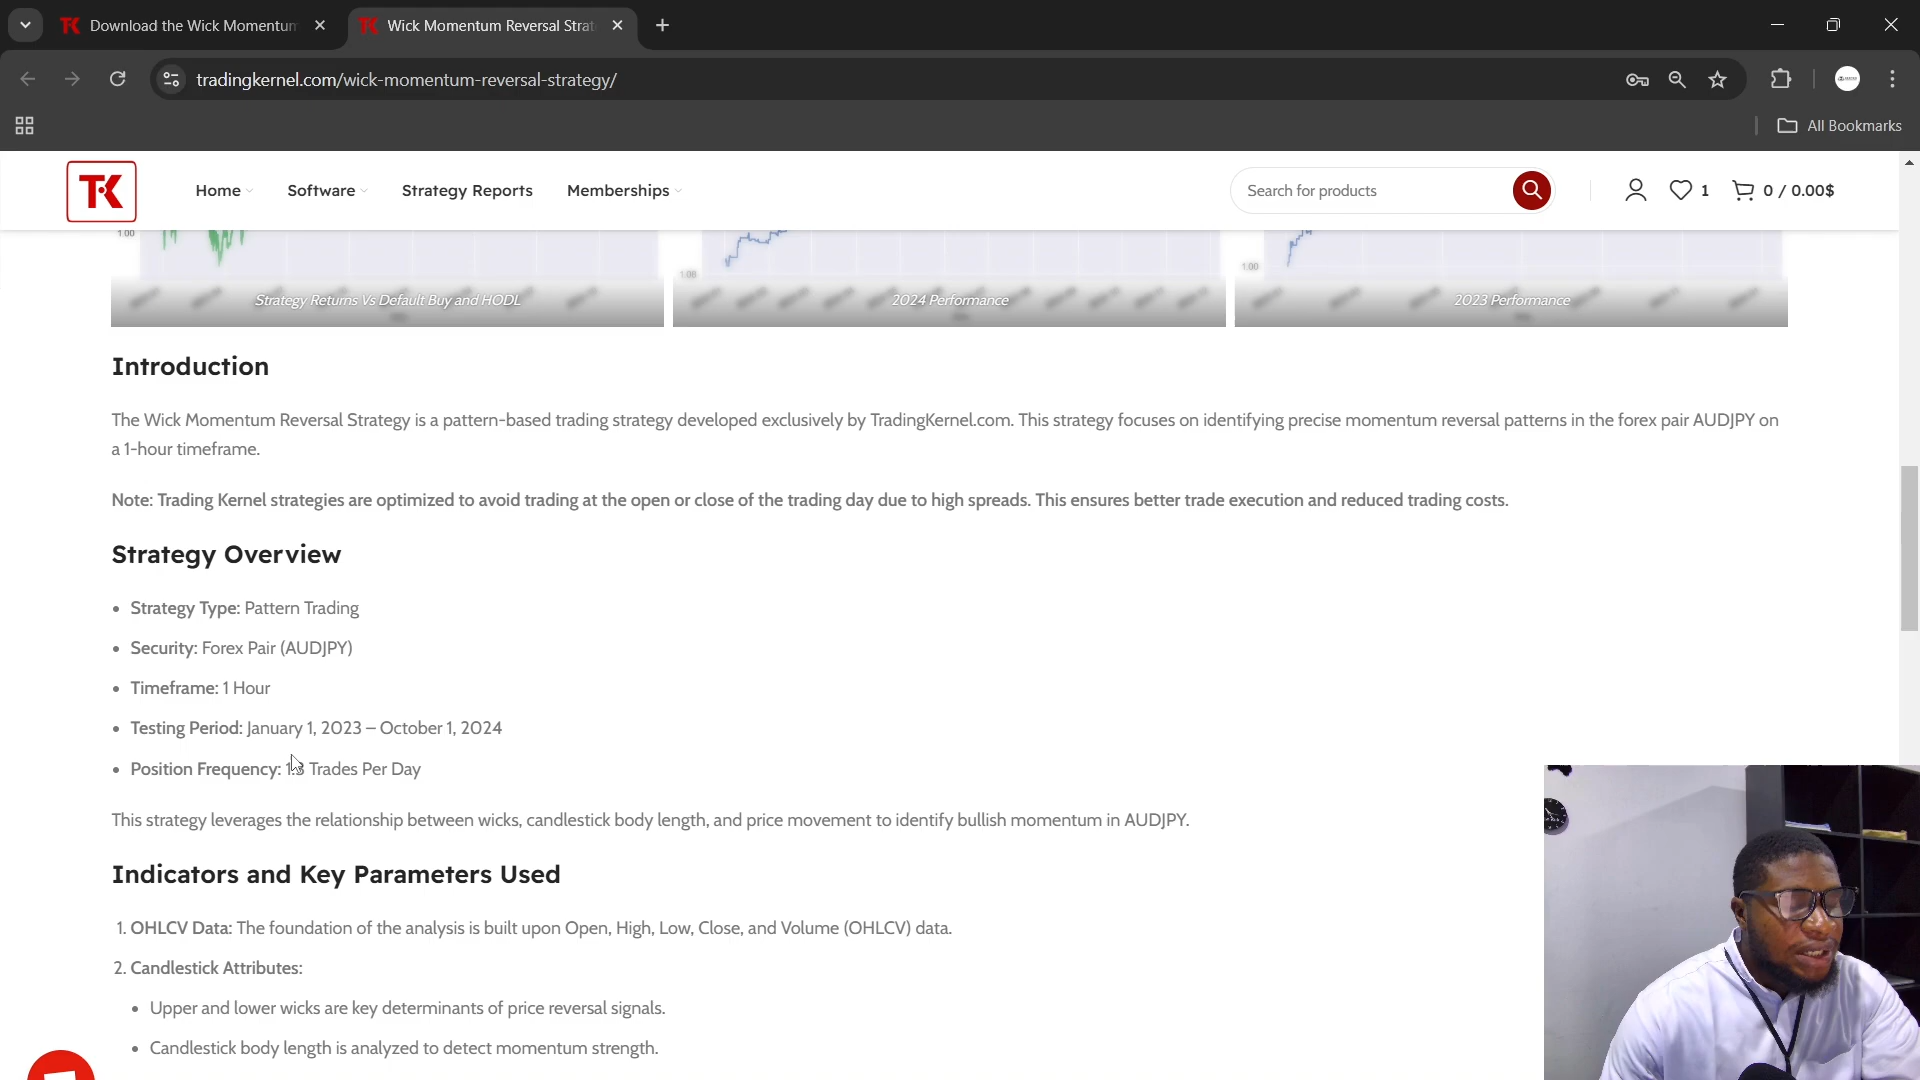 Download the Wick Momentum
Wick Momentum Reversal Strat
tradingkernel.com/wick-momentum-reversal-strategy/
All Bookmarks
TK
Home
Software
Strategy Reports
Memberships
Search for products
1
0 / 0.00$
1.00
1.08
1.00
Strategy Returns Vs Default Buy and HODL
2024 Performance
2023 Performance
Introduction
The Wick Momentum Reversal Strategy is a pattern-based trading strategy developed exclusively by TradingKernel.com. This strategy focuses on identifying precise momentum reversal patterns in the forex pair AUDJPY on
a 1-hour timeframe.
Note: Trading Kernel strategies are optimized to avoid trading at the open or close of the trading day due to high spreads. This ensures better trade execution and reduced trading costs.
Strategy Overview
• Strategy Type: Pattern Trading
• Security: Forex Pair (AUDJPY)
• Timeframe: 1 Hour
• Testing Period: January 1, 2023 – October 1, 2024
• Position Frequency: Trades Per Day
This strategy leverages the relationship between wicks, candlestick body length, and price movement to identify bullish momentum in AUDJPY.
Indicators and Key Parameters Used
1. OHLCV Data: The foundation of the analysis is built upon Open, High, Low, Close, and Volume (OHLCV) data.
2. Candlestick Attributes:
• Upper and lower wicks are key determinants of price reversal signals.
• Candlestick body length is analyzed to detect momentum strength.